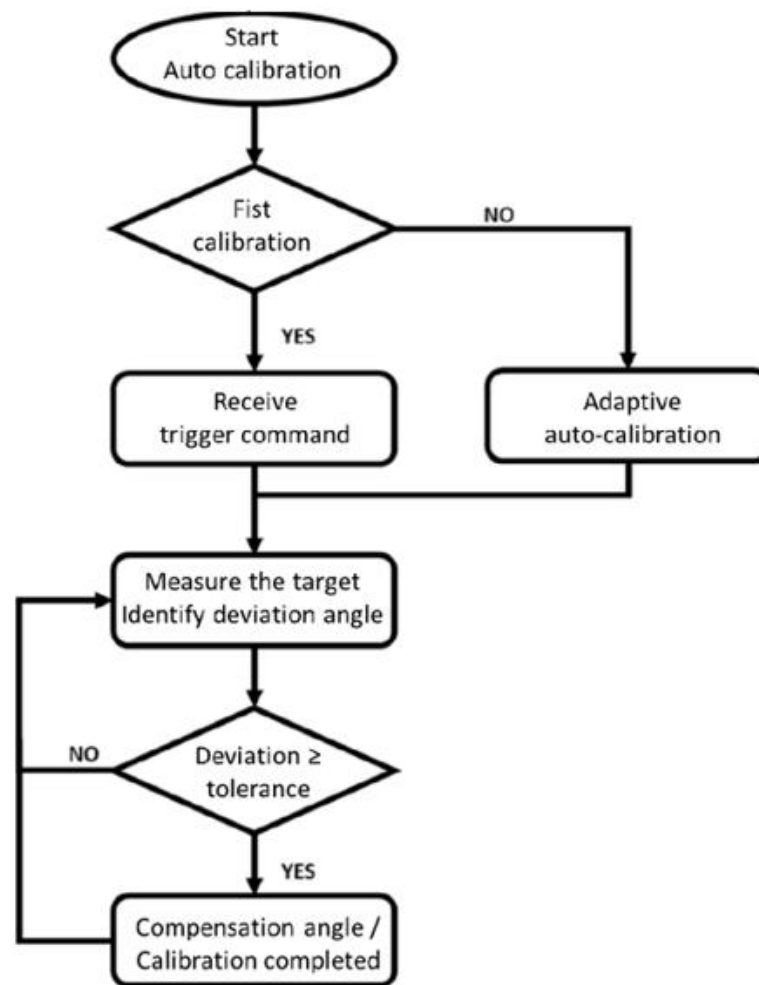 Start
Auto calibration
Fist
calibration
NO
YES
Receive
trigger command
Adaptive
auto-calibration
Measure the target
Identify deviation angle
NO
Deviation ≥
tolerance
YES
Compensation angle /
Calibration completed